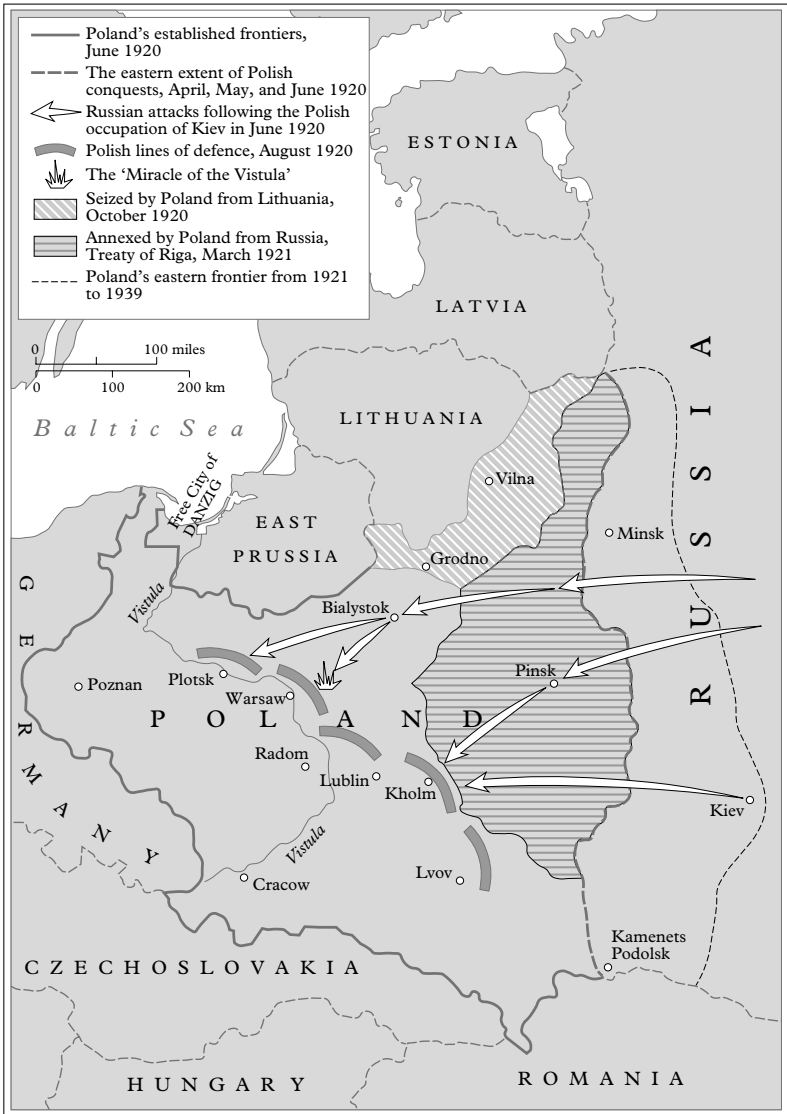 Poland's established frontiers,
June 1920
The eastern extent of Polish
conquests, April, May, and June 1920
Russian attacks following the Polish
occupation of Kiev in June 1920
Polish lines of defence, August 1920
The 'Miracle of the Vistula'
Seized by Poland from Lithuania,
October 1920
Annexed by Poland from Russia,
Treaty of Riga, March 1921
Poland's eastern frontier from 1921
to 1939
0 100 miles
0 100 200 km
ESTONIA
LATVIA
LITHUANIA
RUSSIA
Baltic Sea
Free City of
DANZIG
EAST
PRUSSIA
Vilna
Grodno
Minsk
GERMANY
Vistula
Bialystok
Poznan
Plotsk
Warsaw
Pinsk
POLAND
Radom
Lublin
Kholm
Kiev
Vistula
Cracow
Lvov
Kamenets
Podolsk
CZECHOSLOVAKIA
HUNGARY
ROMANIA